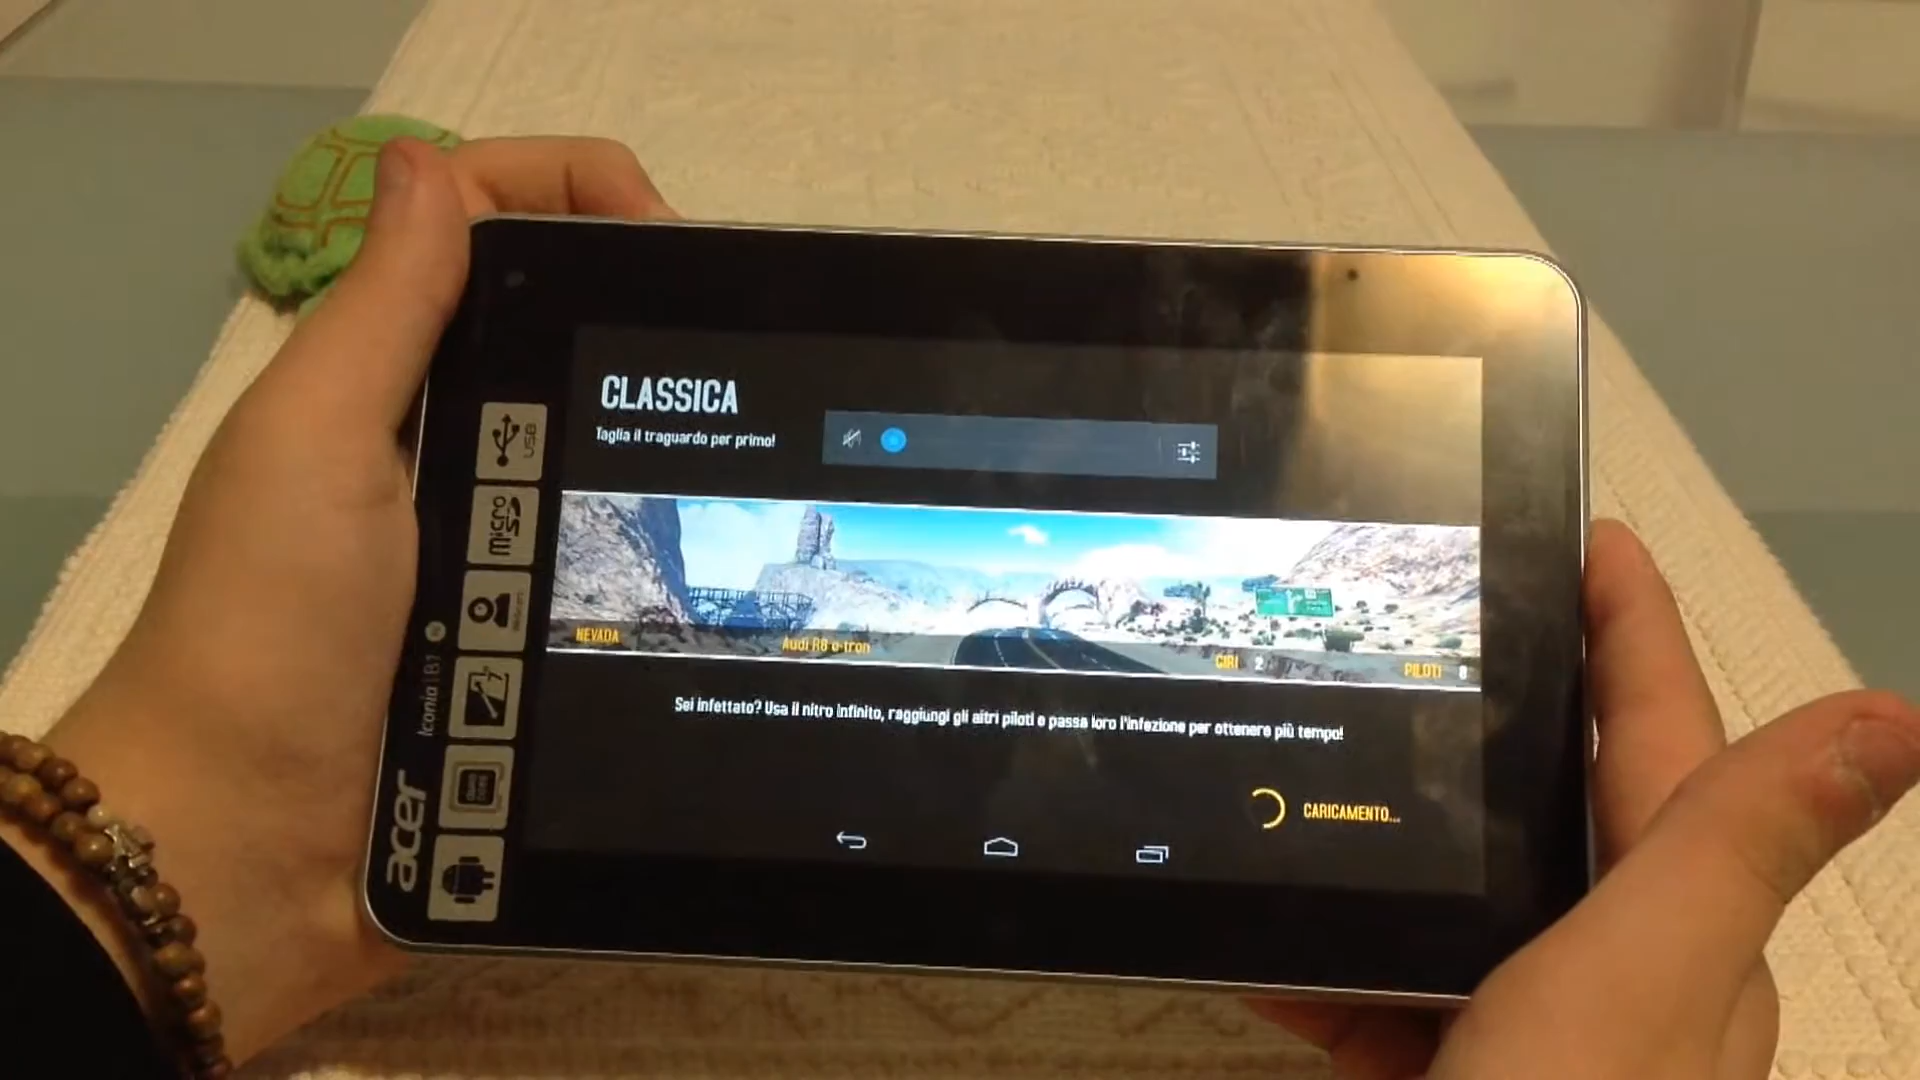 CLASSICA
Taglia il traguardo per primo!
NEVADA
Audi R8 e-tron
GIRI 2
PILOTI 8
Sei infettato? Usa il nitro infinito, raggiungi gli altri piloti e passa loro l'infezione per ottenere più tempo!
CARICAMENTO...
USB
micro SD
Iconia B1
acer